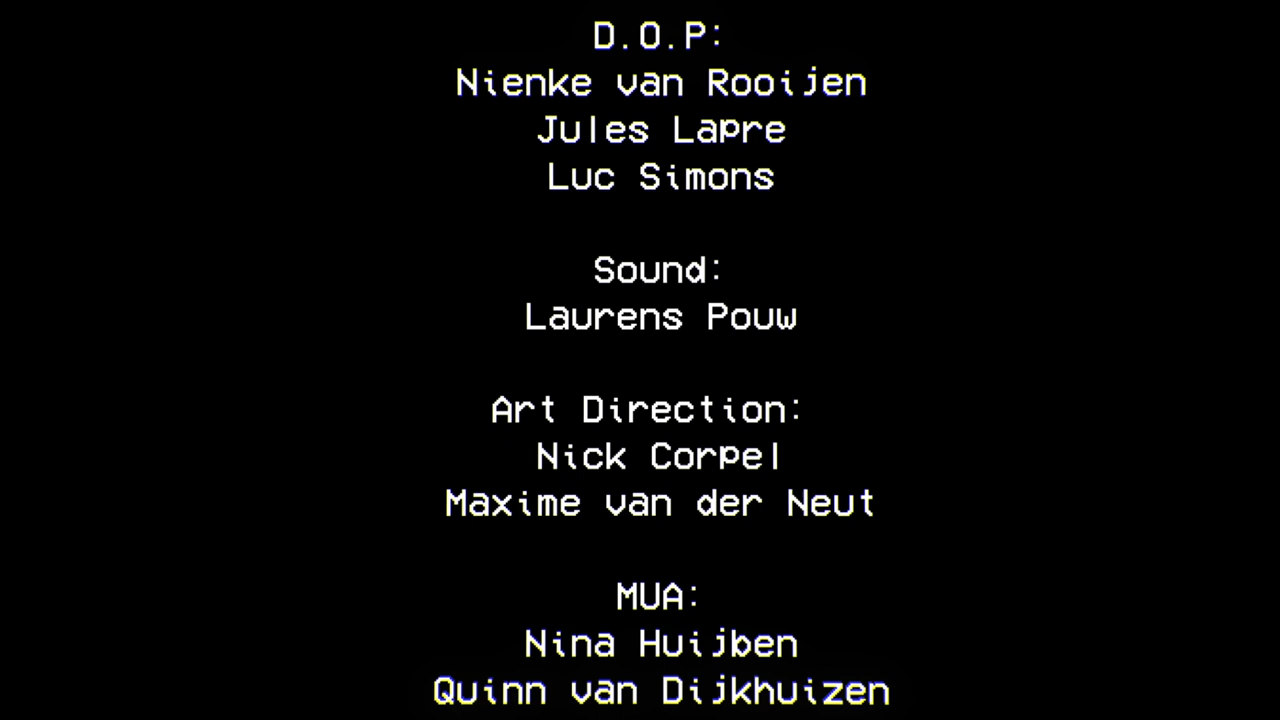 D.O.P:
Nienke van Rooijen
Jules Lapre
Luc Simons
Sound:
Laurens Pouw
Art Direction:
Nick Corpel
Maxime van der Neut
MUA:
Nina Huijben
Quinn van Dijkhuizen